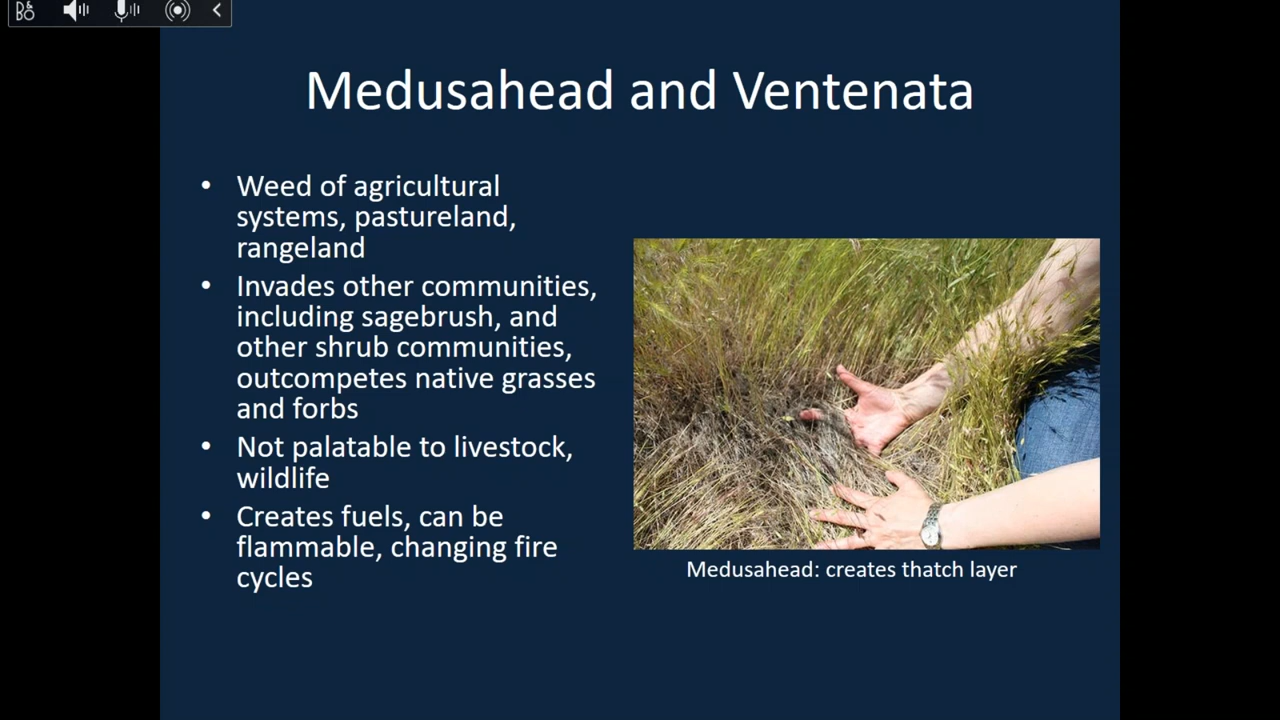 B&O
Medusahead and Ventenata
• Weed of agricultural
systems, pastureland,
rangeland
• Invades other communities,
including sagebrush, and
other shrub communities,
outcompetes native grasses
and forbs
• Not palatable to livestock,
wildlife
• Creates fuels, can be
flammable, changing fire
cycles
Medusahead: creates thatch layer